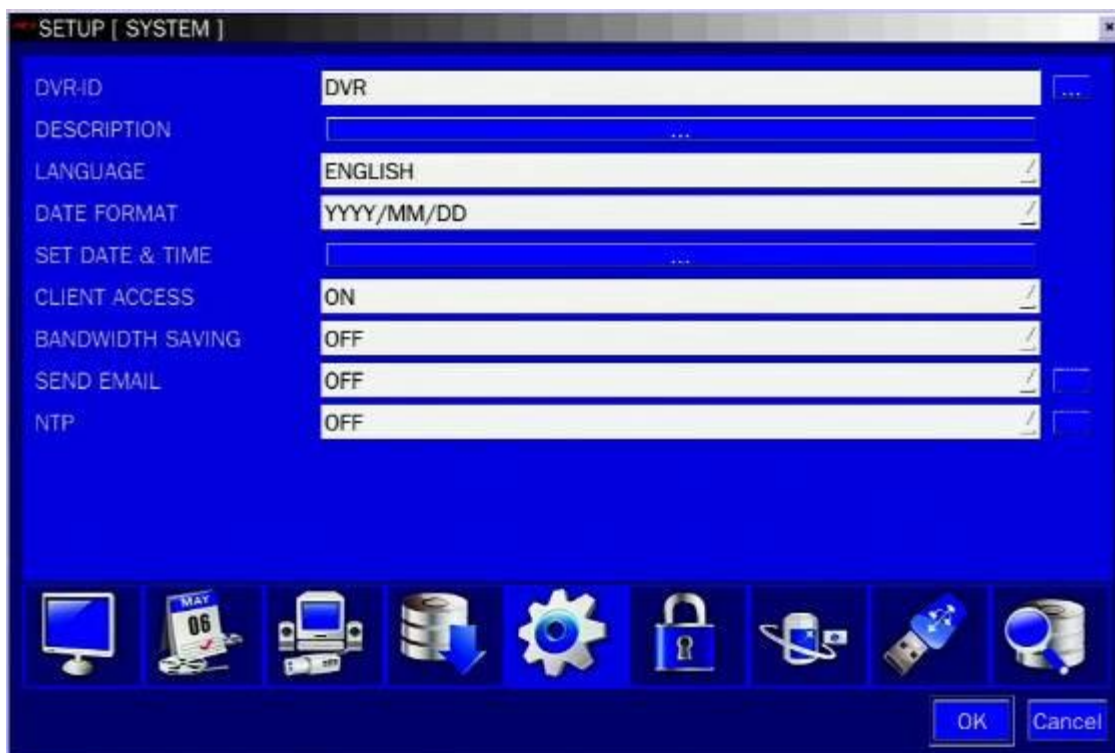 SETUP [ SYSTEM ]
DVR-ID DVR ...
DESCRIPTION ...
LANGUAGE ENGLISH
DATE FORMAT YYYY/MM/DD
SET DATE & TIME ...
CLIENT ACCESS ON
BANDWIDTH SAVING OFF
SEND EMAIL OFF
NTP OFF
MAY
06
OK Cancel